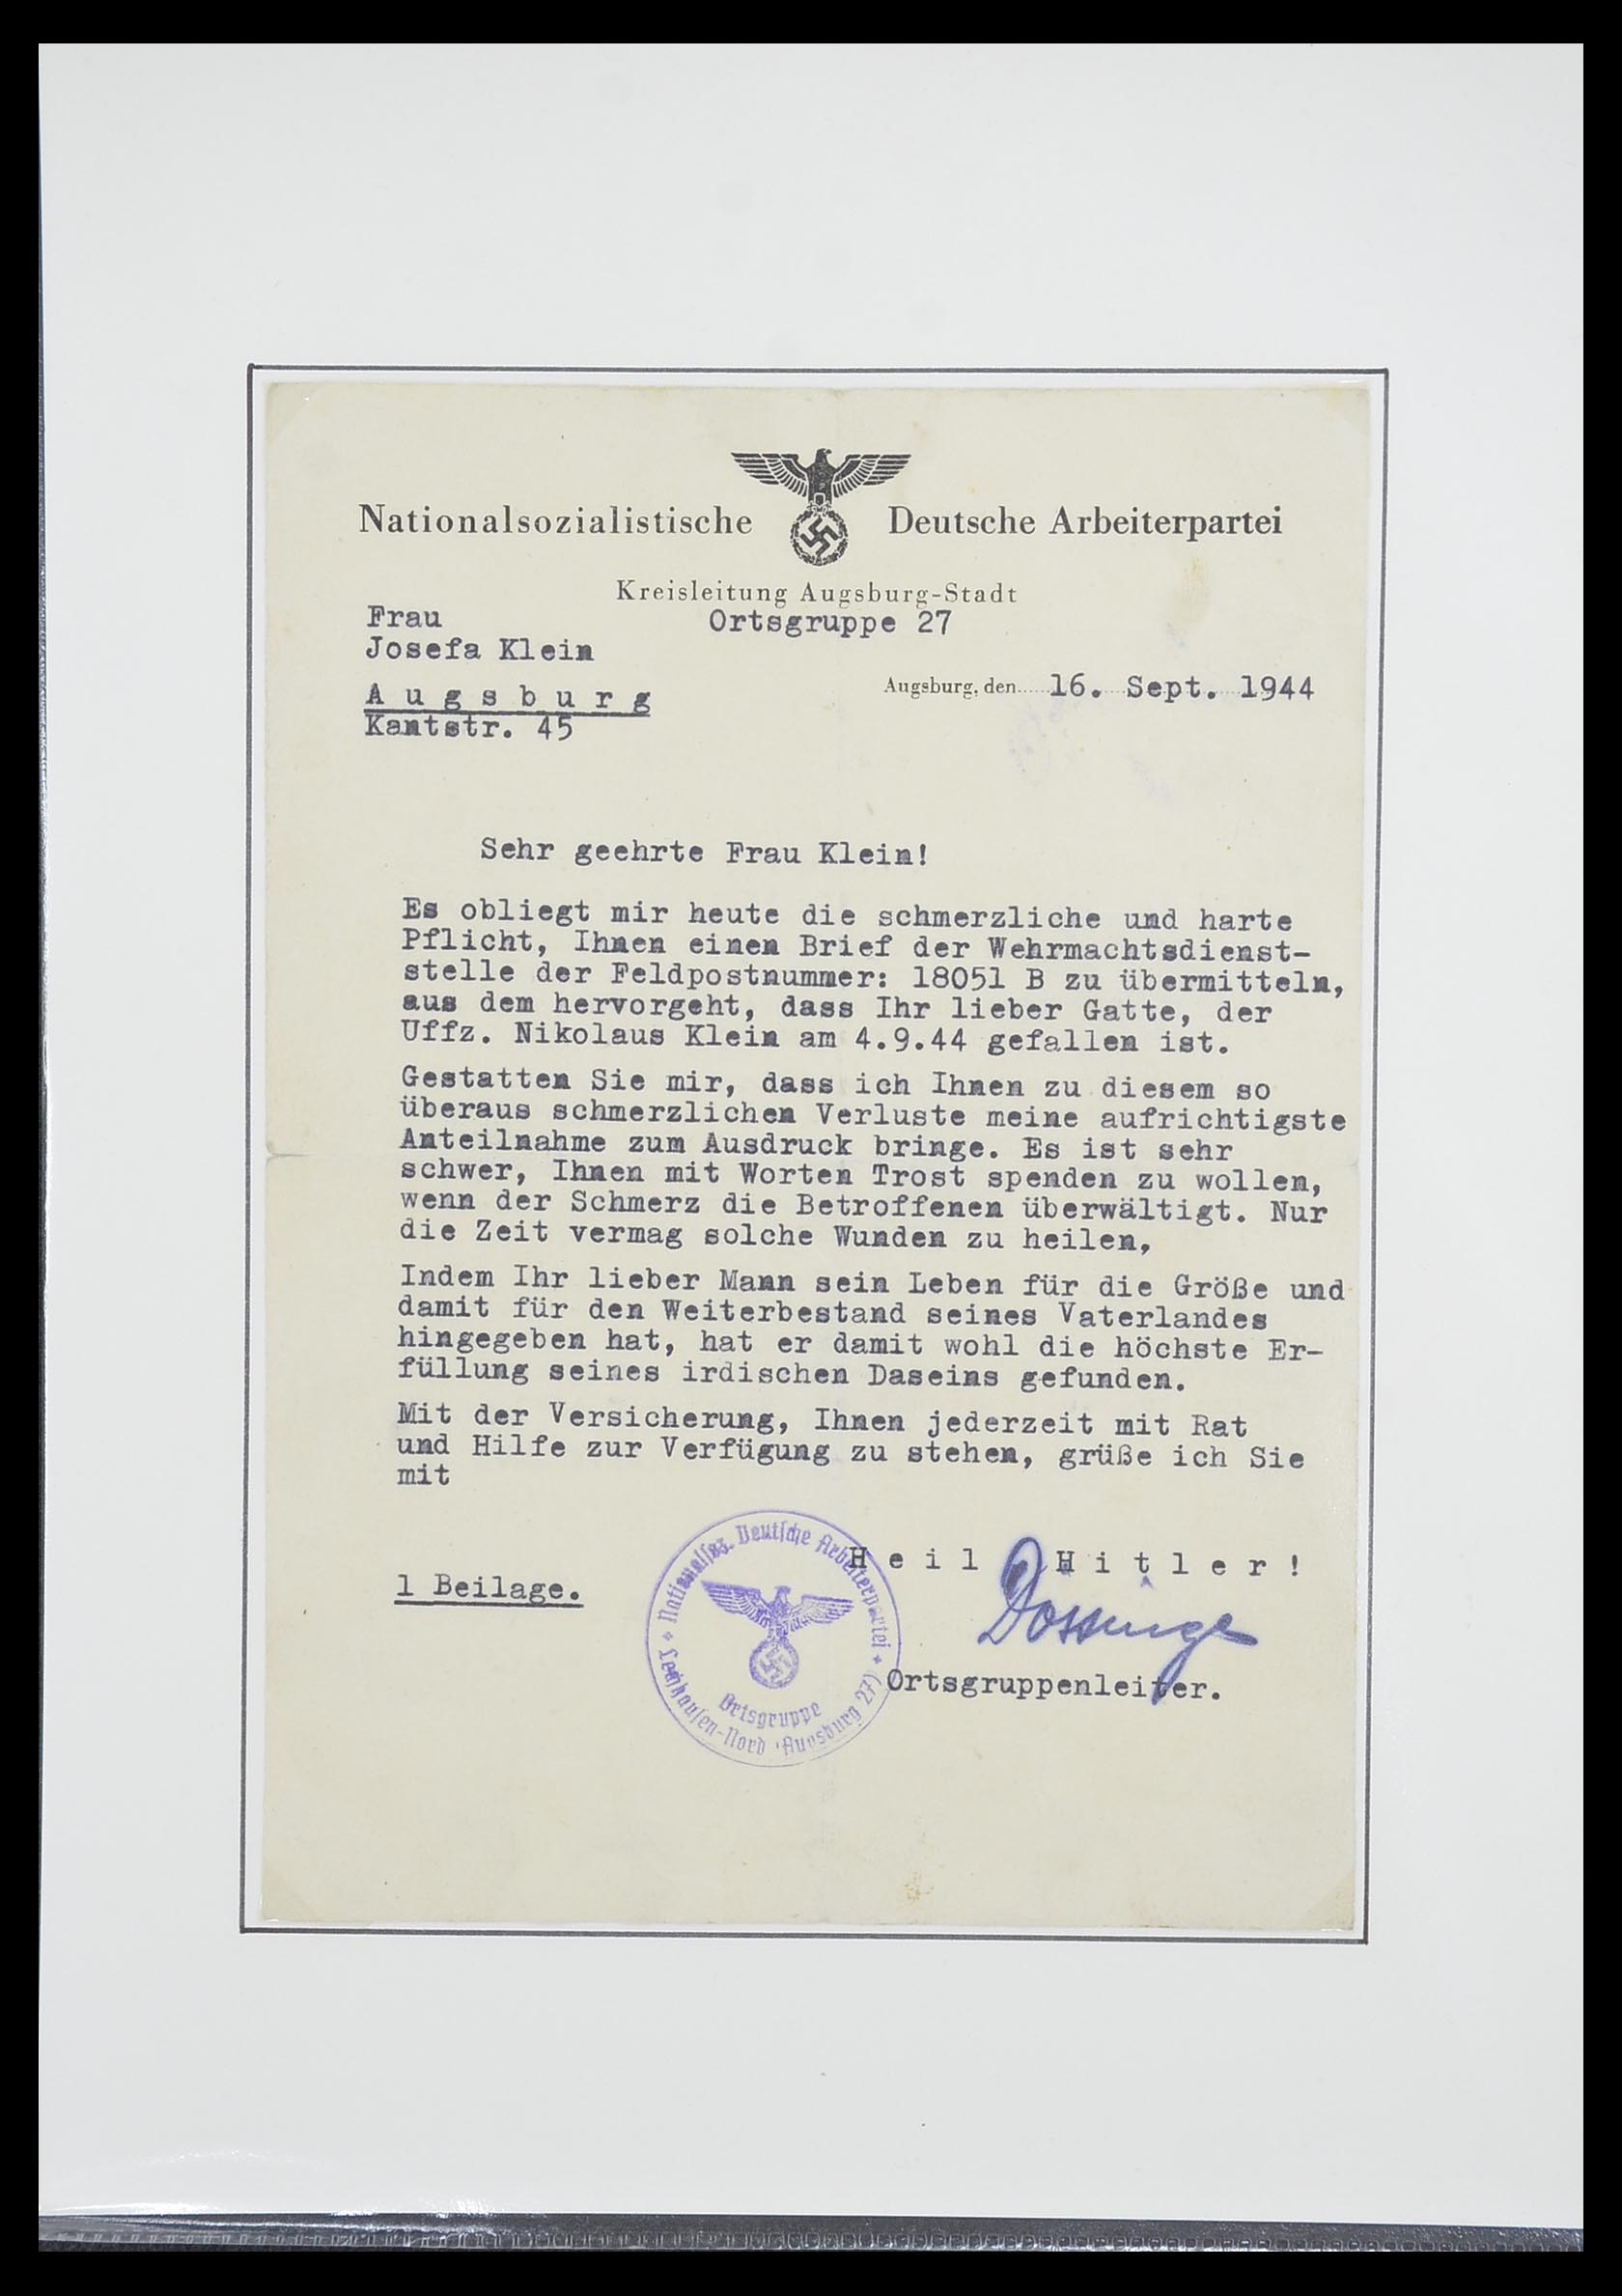 Nationalsozialistische Deutsche Arbeiterpartei
Kreisleitung Augsburg-Stadt
Ortsgruppe 27
Frau
Josefa Klein
A u g s b u r g
Kantstr. 45
Augsburg, den 16. Sept. 1944
Sehr geehrte Frau Klein!
Es obliegt mir heute die schmerzliche und harte
Pflicht, Ihnen einen Brief der Wehrmachtsdienst-
stelle der Feldpostnummer: 18051 B zu übermitteln,
aus dem hervorgeht, dass Ihr lieber Gatte, der
Uffz. Nikolaus Klein am 4.9.44 gefallen ist.
Gestatten Sie mir, dass ich Ihnen zu diesem so
überaus schmerzlichen Verluste meine aufrichtigste
Anteilnahme zum Ausdruck bringe. Es ist sehr
schwer, Ihnen mit Worten Trost spenden zu wollen,
wenn der Schmerz die Betroffenen überwältigt. Nur
die Zeit vermag solche Wunden zu heilen,
Indem Ihr lieber Mann sein Leben für die Größe und
damit für den Weiterbestand seines Vaterlandes
hingegeben hat, hat er damit wohl die höchste Er-
füllung seines irdischen Daseins gefunden.
Mit der Versicherung, Ihnen jederzeit mit Rat
und Hilfe zur Verfügung zu stehen, grüße ich Sie
mit
H e i l H i t l e r !
1 Beilage.
Ortsgruppenleiter.
Nationalsoz. Deutsche Arbeiterpartei
Ortsgruppe
Nord Augsburg 27)